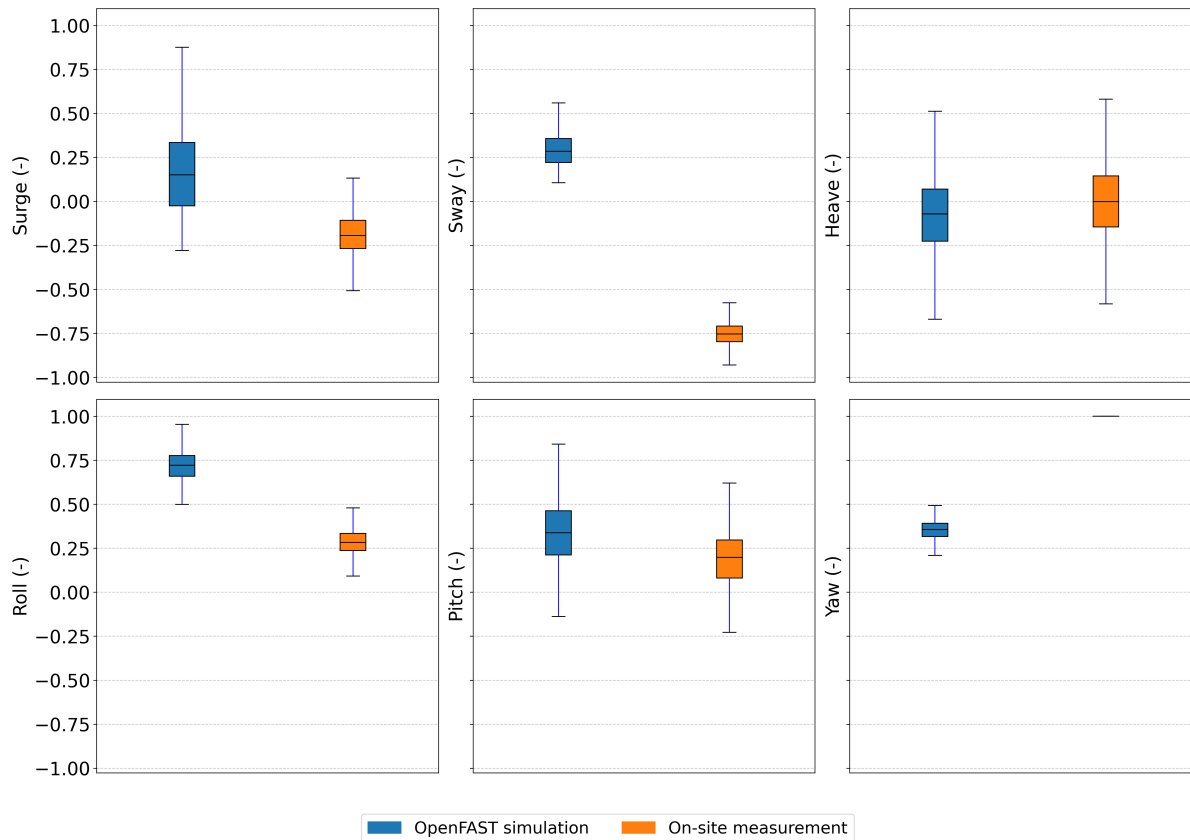 1.00
0.75
0.50
0.25
0.00
−0.25
−0.50
−0.75
−1.00
Surge (-)
Sway (-)
Heave (-)
1.00
0.75
0.50
0.25
0.00
−0.25
−0.50
−0.75
−1.00
Roll (-)
Pitch (-)
Yaw (-)
OpenFAST simulation
On-site measurement